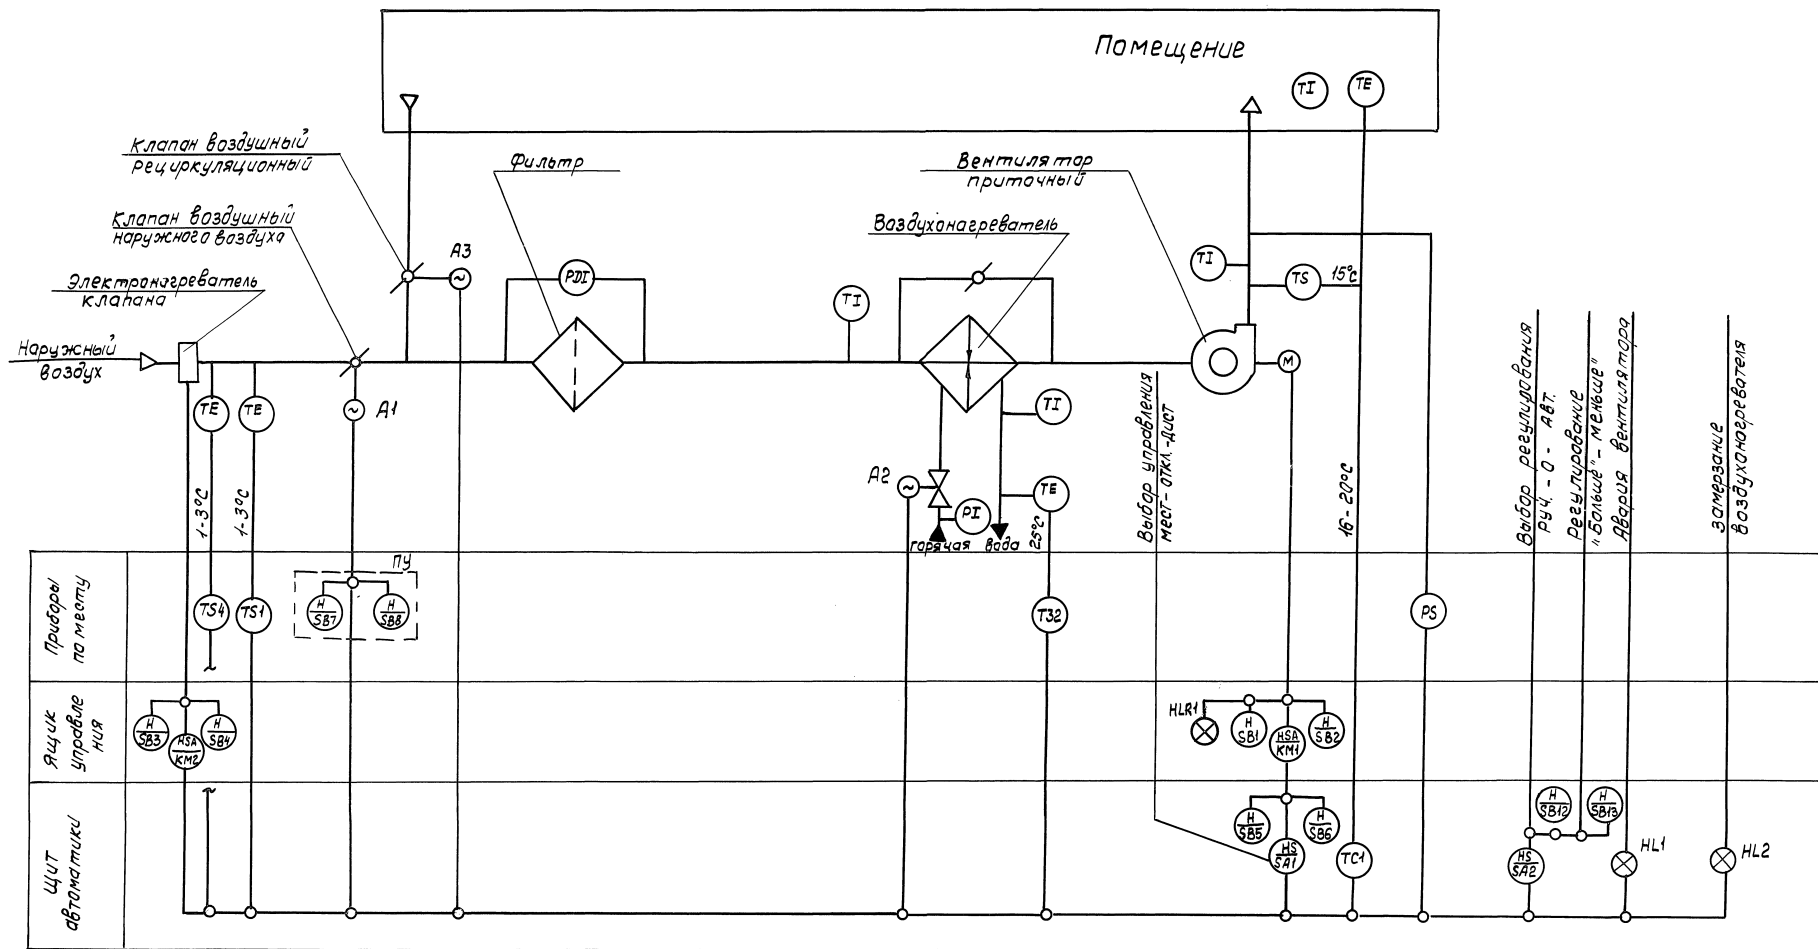 Помещение
TI
TE
Клапан воздушный
рециркуляционный
Фильтр
Вентилятор
приточный
Клапан воздушный
наружного воздуха
Воздухонагреватель
A3
PDI
TI
TI
TS
15°C
Электронагреватель
клапана
Наружный
воздух
TE
TE
A1
M
TI
A2
TE
PI
горячая
вода
25°C
1-3°C
1-3°C
Выбор управления
мест-откл.-дист
16-20°C
Выбор регулирования
Руч. - О - Авт.
Регулирование
„Больше"- меньше"
Авария вентилятора
Замерзание
воздухонагревателя
Приборы
по месту
ПУ
TS4
TS1
H
SB7
H
SB8
T32
PS
Ящик
управле
ния
H
SB3
HSA
KM2
H
SB4
HLR1
H
SB1
HSA
KM1
H
SB2
Щит
автоматики
H
SB5
H
SB6
HS
SA1
TC1
H
SB12
H
SB13
HS
SA2
HL1
HL2